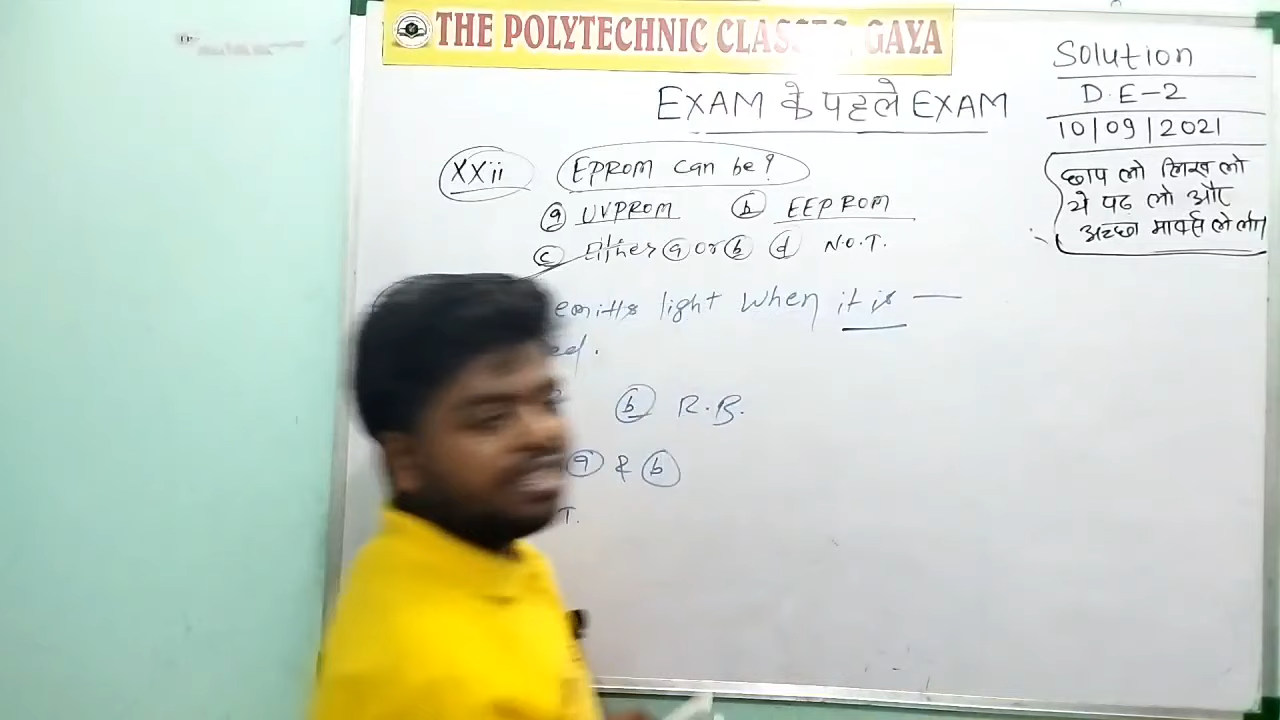 THE POLYTECHNIC CLASSES, GAYA
EXAM के पहले EXAM
Solution
D.E-2
10/09/2021
छाप लो लिख लो
ये पढ़ लो और
अच्छा मार्क्स ले लो।
XXii EPROM can be?
a UVPROM b EEPROM
c Either a or b d N.O.T.
emitts light when it is —
ed.
b R.B.
a & b
T.